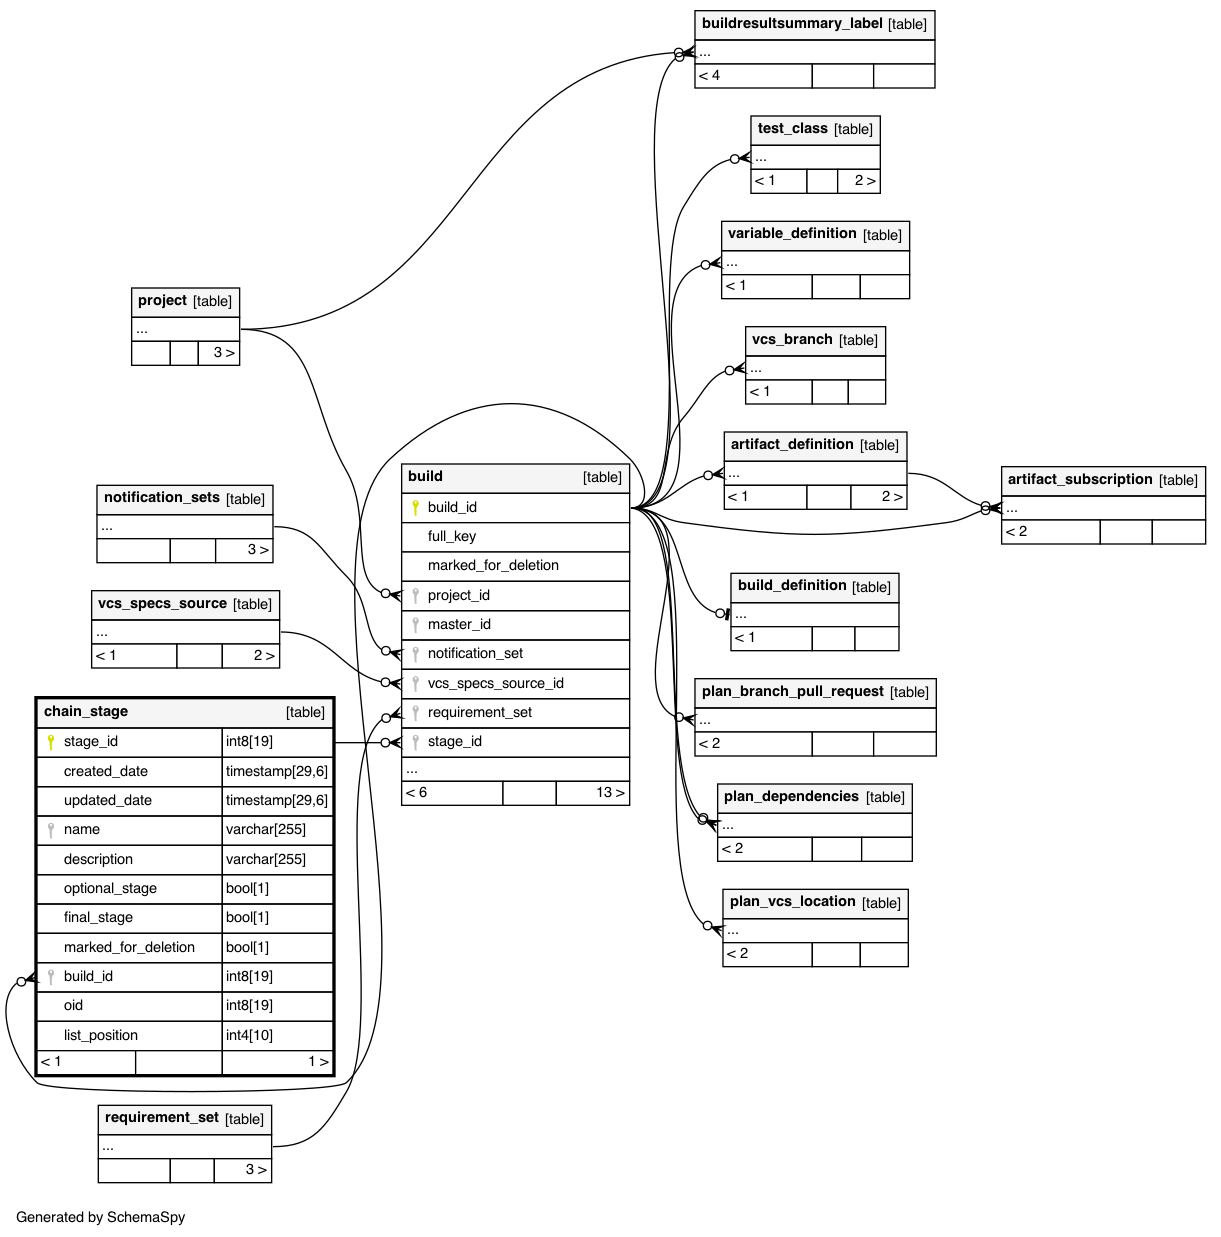 buildresultsummary_label [table]
...
< 4
test_class [table]
...
< 1 2 >
variable_definition [table]
...
< 1
project [table]
...
3 >
vcs_branch [table]
...
< 1
artifact_definition [table]
...
< 1 2 >
artifact_subscription [table]
...
< 2
notification_sets [table]
...
3 >
vcs_specs_source [table]
...
< 1 2 >
build [table]
build_id
full_key
marked_for_deletion
project_id
master_id
notification_set
vcs_specs_source_id
requirement_set
stage_id
...
< 6 13 >
build_definition [table]
...
< 1
plan_branch_pull_request [table]
...
< 2
plan_dependencies [table]
...
< 2
plan_vcs_location [table]
...
< 2
chain_stage [table]
stage_id int8[19]
created_date timestamp[29,6]
updated_date timestamp[29,6]
name varchar[255]
description varchar[255]
optional_stage bool[1]
final_stage bool[1]
marked_for_deletion bool[1]
build_id int8[19]
oid int8[19]
list_position int4[10]
< 1 1 >
requirement_set [table]
...
3 >
Generated by SchemaSpy